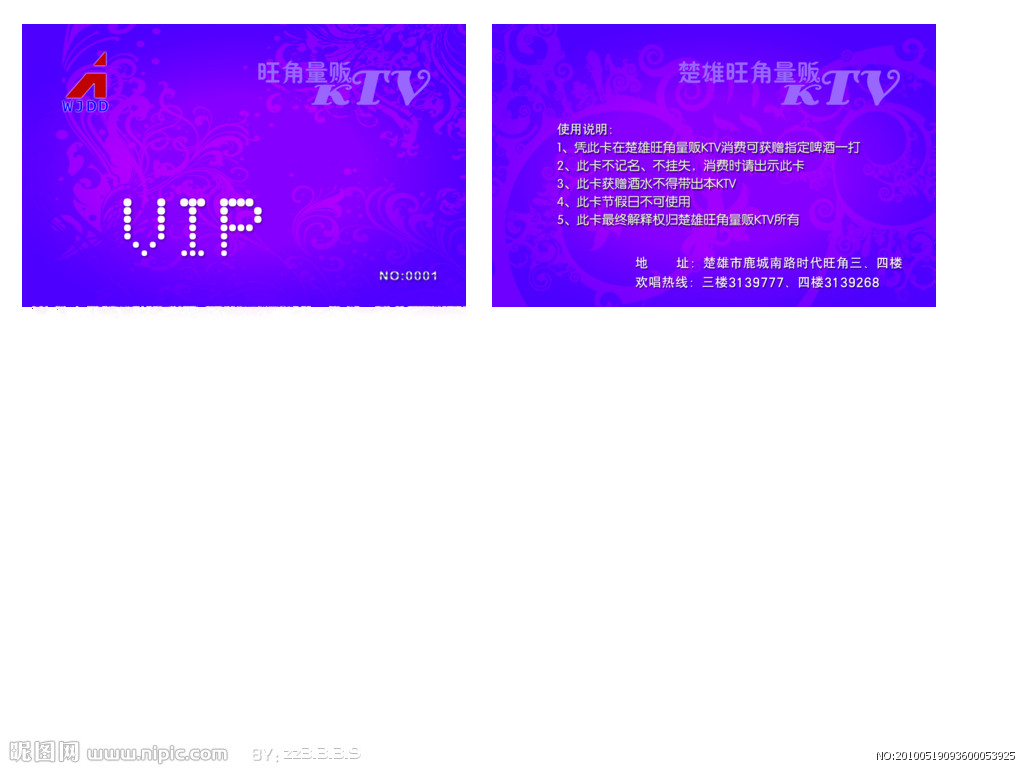 WJDD
旺角量贩
KTV
VIP
NO:0001
楚雄旺角量贩
KTV
使用说明:
1、凭此卡在楚雄旺角量贩KTV消费可获赠指定啤酒一打
2、此卡不记名、不挂失，消费时请出示此卡
3、此卡获赠酒水不得带出本KTV
4、此卡节假日不可使用
5、此卡最终解释权归楚雄旺角量贩KTV所有
地 址：楚雄市鹿城南路时代旺角三、四楼
欢唱热线：三楼3139777、四楼3139268
昵图网 www.nipic.com BY:zz3.3.3.9
NO:20100519093600053925